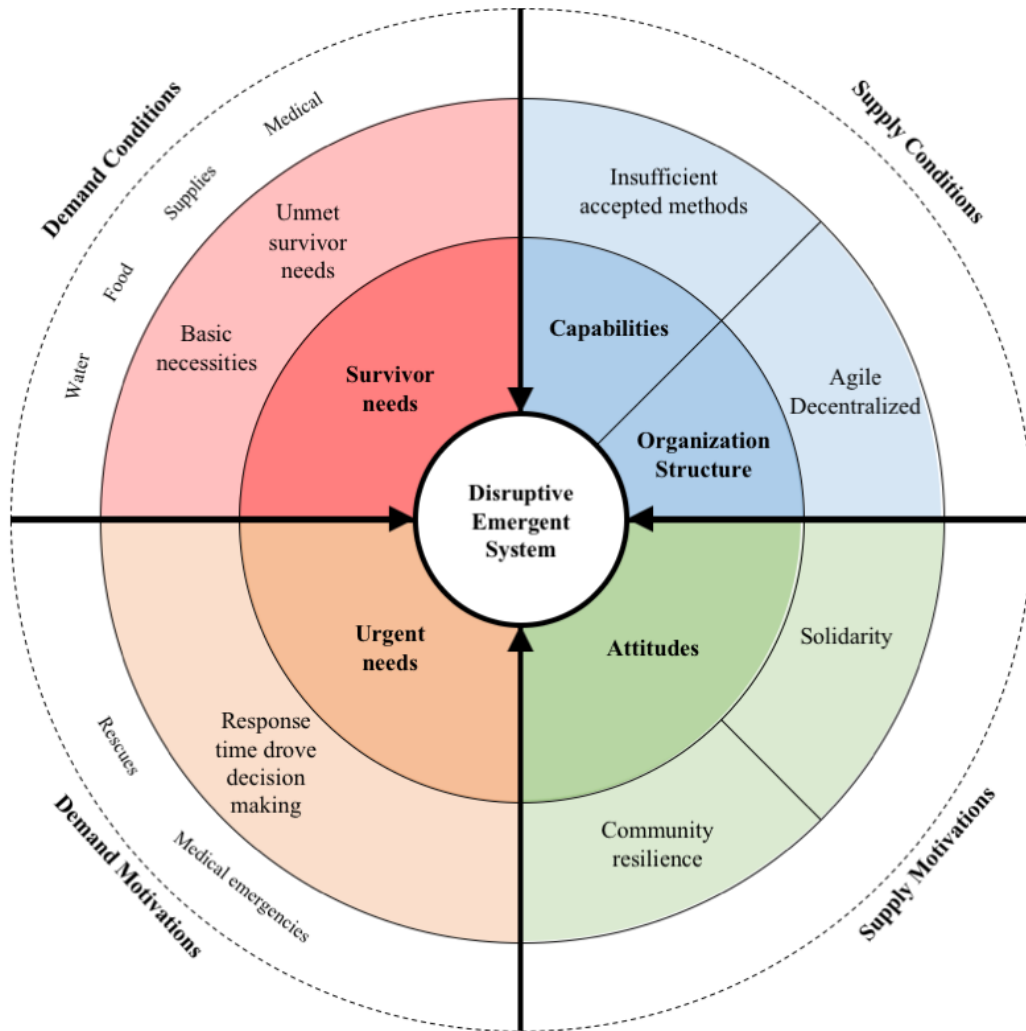 Demand Conditions
Medical
Supplies
Food
Water
Unmet
survivor
needs
Basic
necessities
Survivor
needs
Supply Conditions
Insufficient
accepted methods
Capabilities
Agile
Decentralized
Organization
Structure
Disruptive
Emergent
System
Urgent
needs
Response
time drove
decision
making
Rescues
Medical emergencies
Demand Motivations
Attitudes
Solidarity
Community
resilience
Supply Motivations